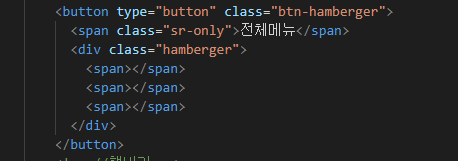 <button type="button" class="btn-hamberger">
<span class="sr-only">전체메뉴</span>
<div class="hamberger">
<span></span>
<span></span>
<span></span>
</div>
</button>